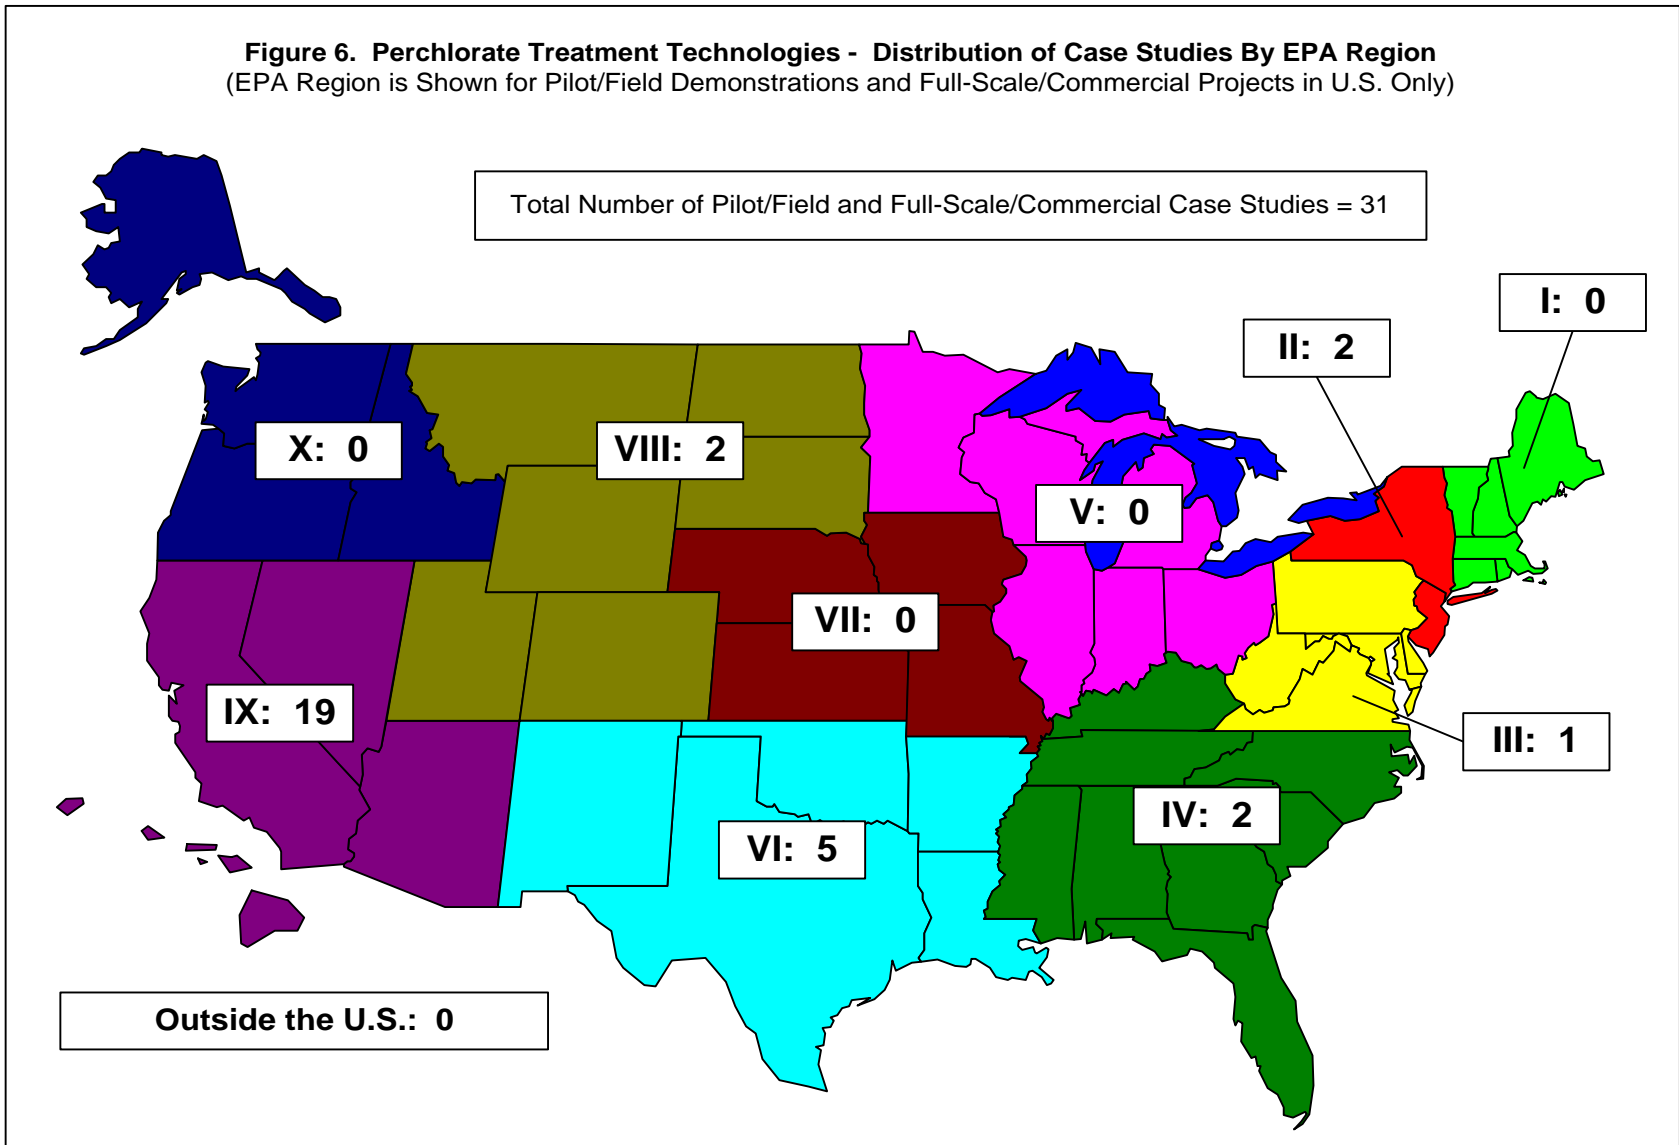 Figure 6.  Perchlorate Treatment Technologies -  Distribution of Case Studies By EPA Region
(EPA Region is Shown for Pilot/Field Demonstrations and Full-Scale/Commercial Projects in U.S. Only)
Total Number of Pilot/Field and Full-Scale/Commercial Case Studies = 31
I:  0
II:  2
X:  0
VIII:  2
V:  0
VII:  0
IX:  19
III:  1
IV:  2
VI:  5
Outside the U.S.:  0